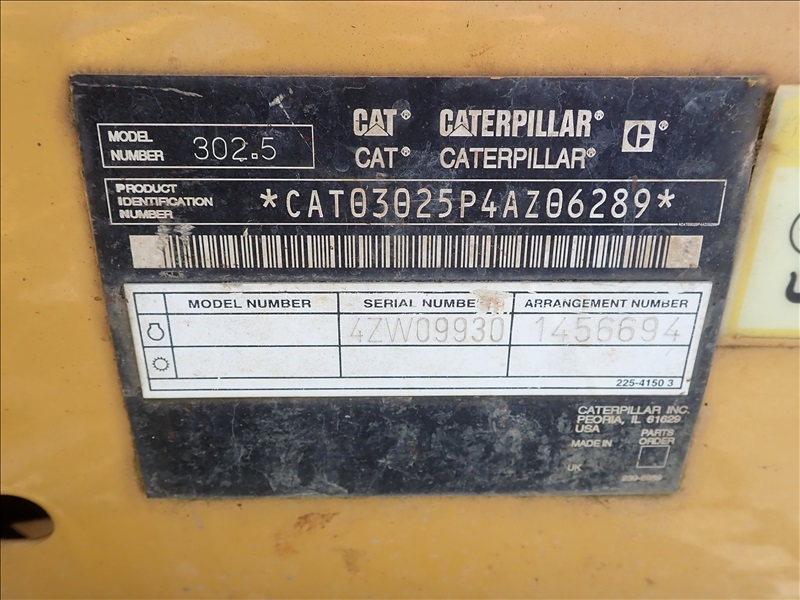 MODEL NUMBER 302.5
CAT® CATERPILLAR® C®
CAT® CATERPILLAR®
PRODUCT IDENTIFICATION NUMBER *CAT03025P4AZ06289*
MODEL NUMBER SERIAL NUMBER ARRANGEMENT NUMBER
4ZW09930 1456694
225-4150 3
CATERPILLAR INC.
PEORIA, IL 61629
USA
MADE IN
UK
PARTS
ORDER